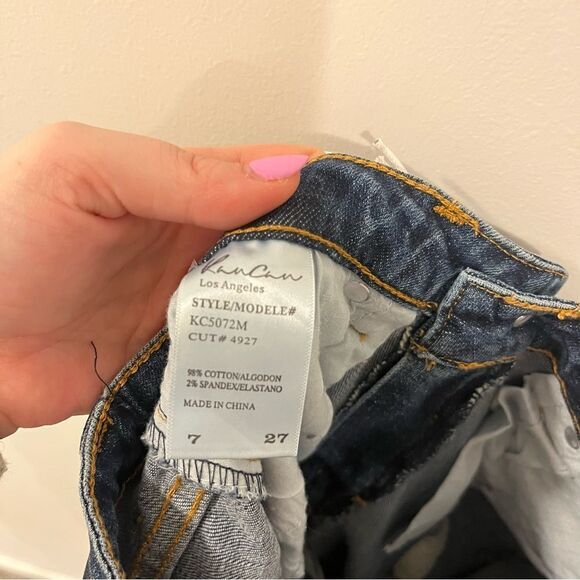 KanCan
Los Angeles
STYLE/MODELE#
KC5072M
CUT# 4927
98% COTTON/ALGODON
2% SPANDEX/ELASTANO
MADE IN CHINA
7 27